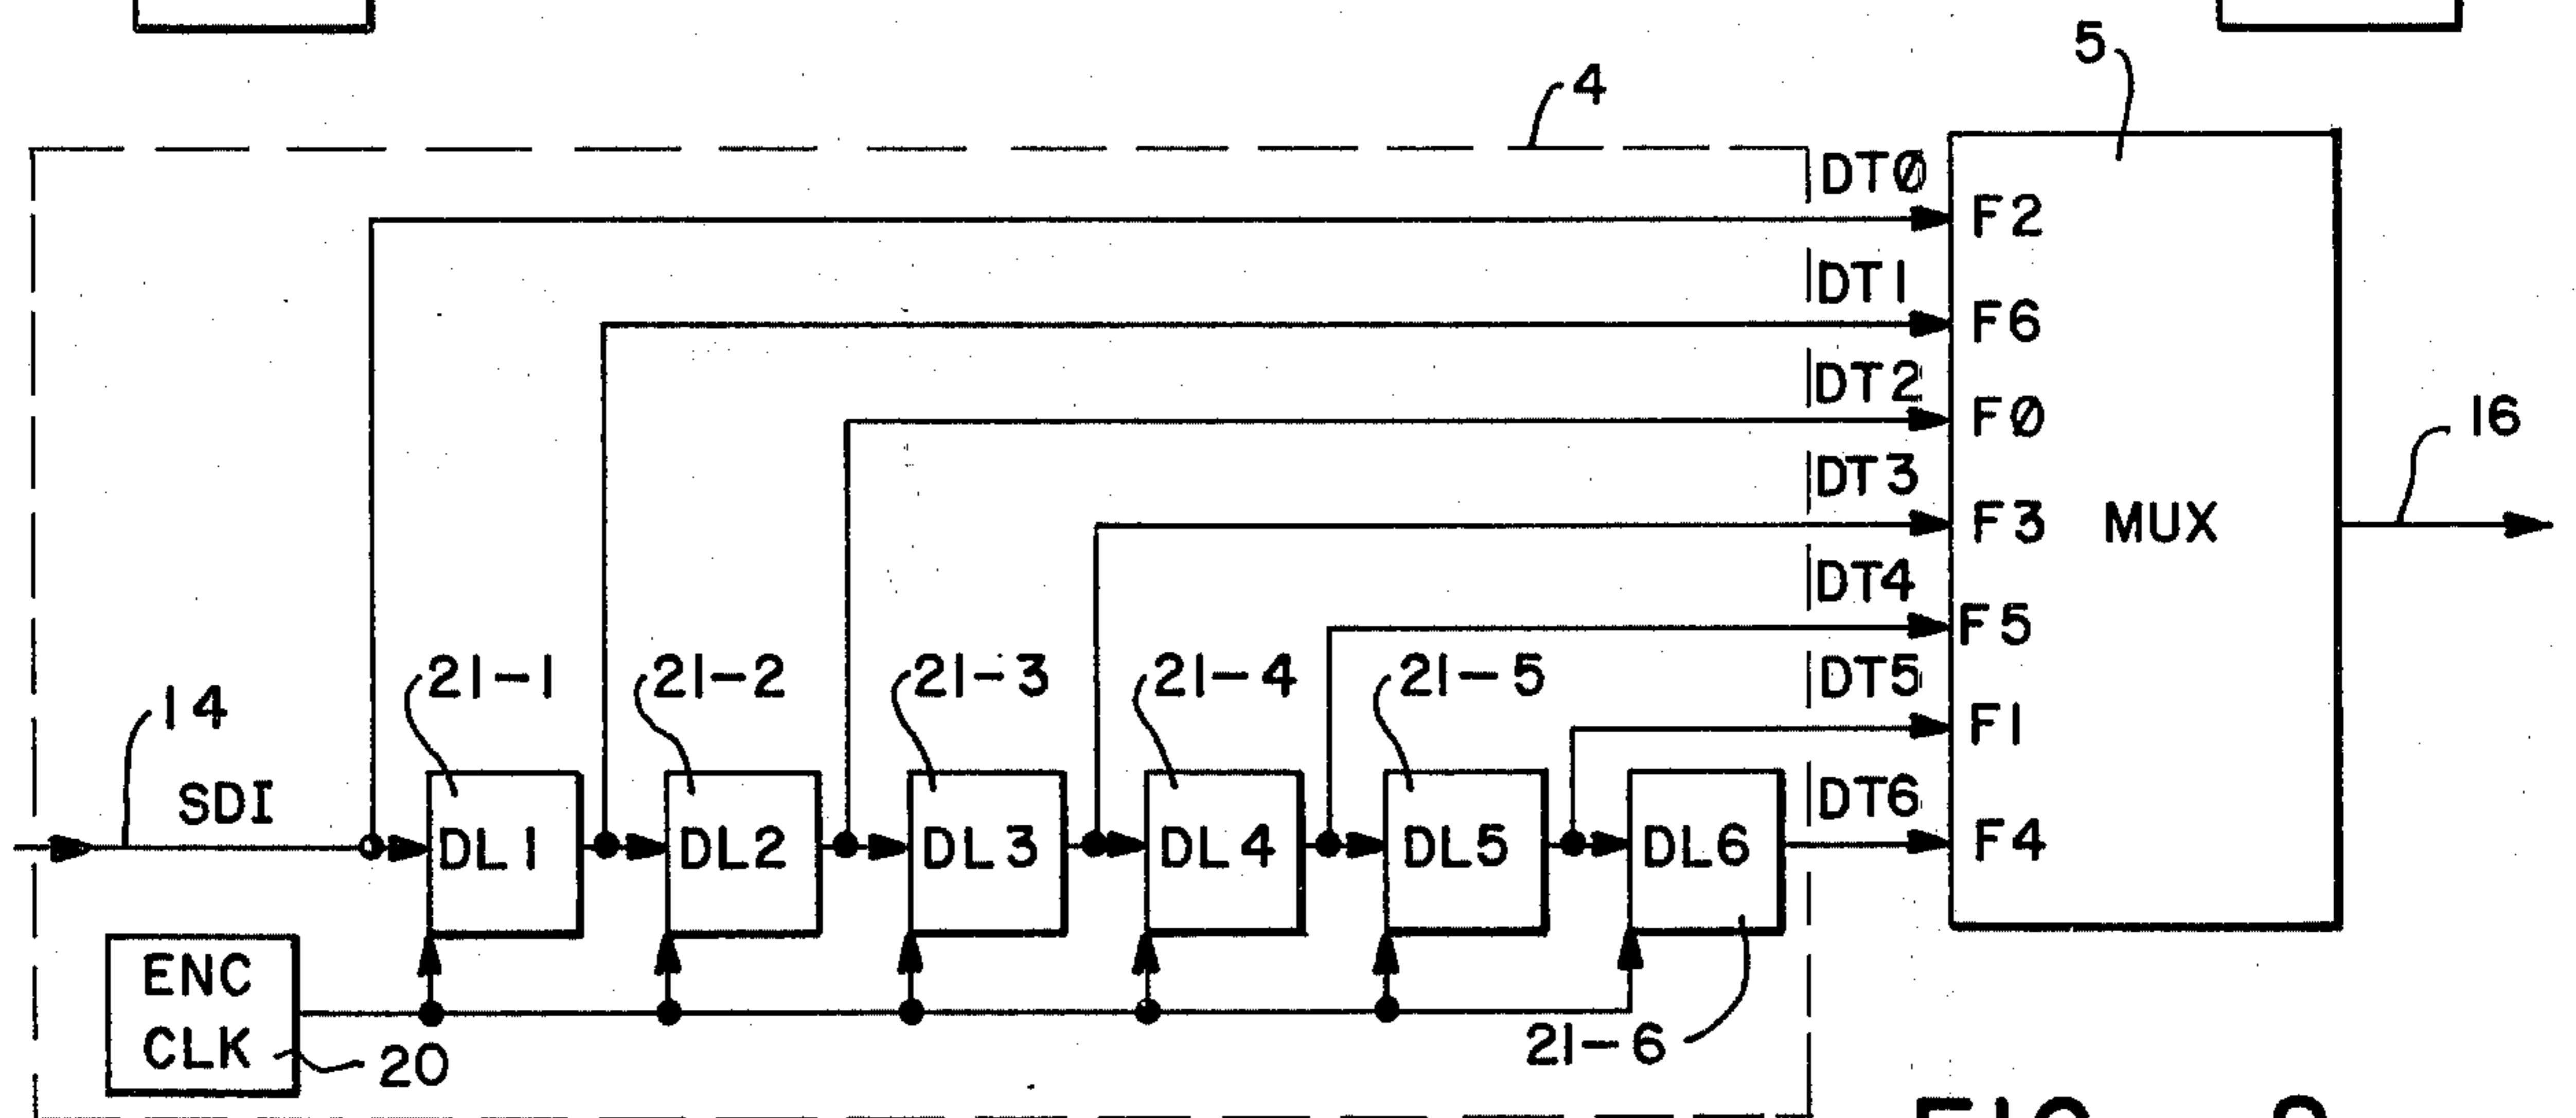 5
4
DTØ
F2
DT1
F6
DT2
FØ
16
DT3
F3
MUX
DT4
F5
21-1
21-2
21-3
21-4
21-5
DT5
F1
14
SDI
DT6
DL1
DL2
DL3
DL4
DL5
DL6
F4
ENC
CLK
20
21-6